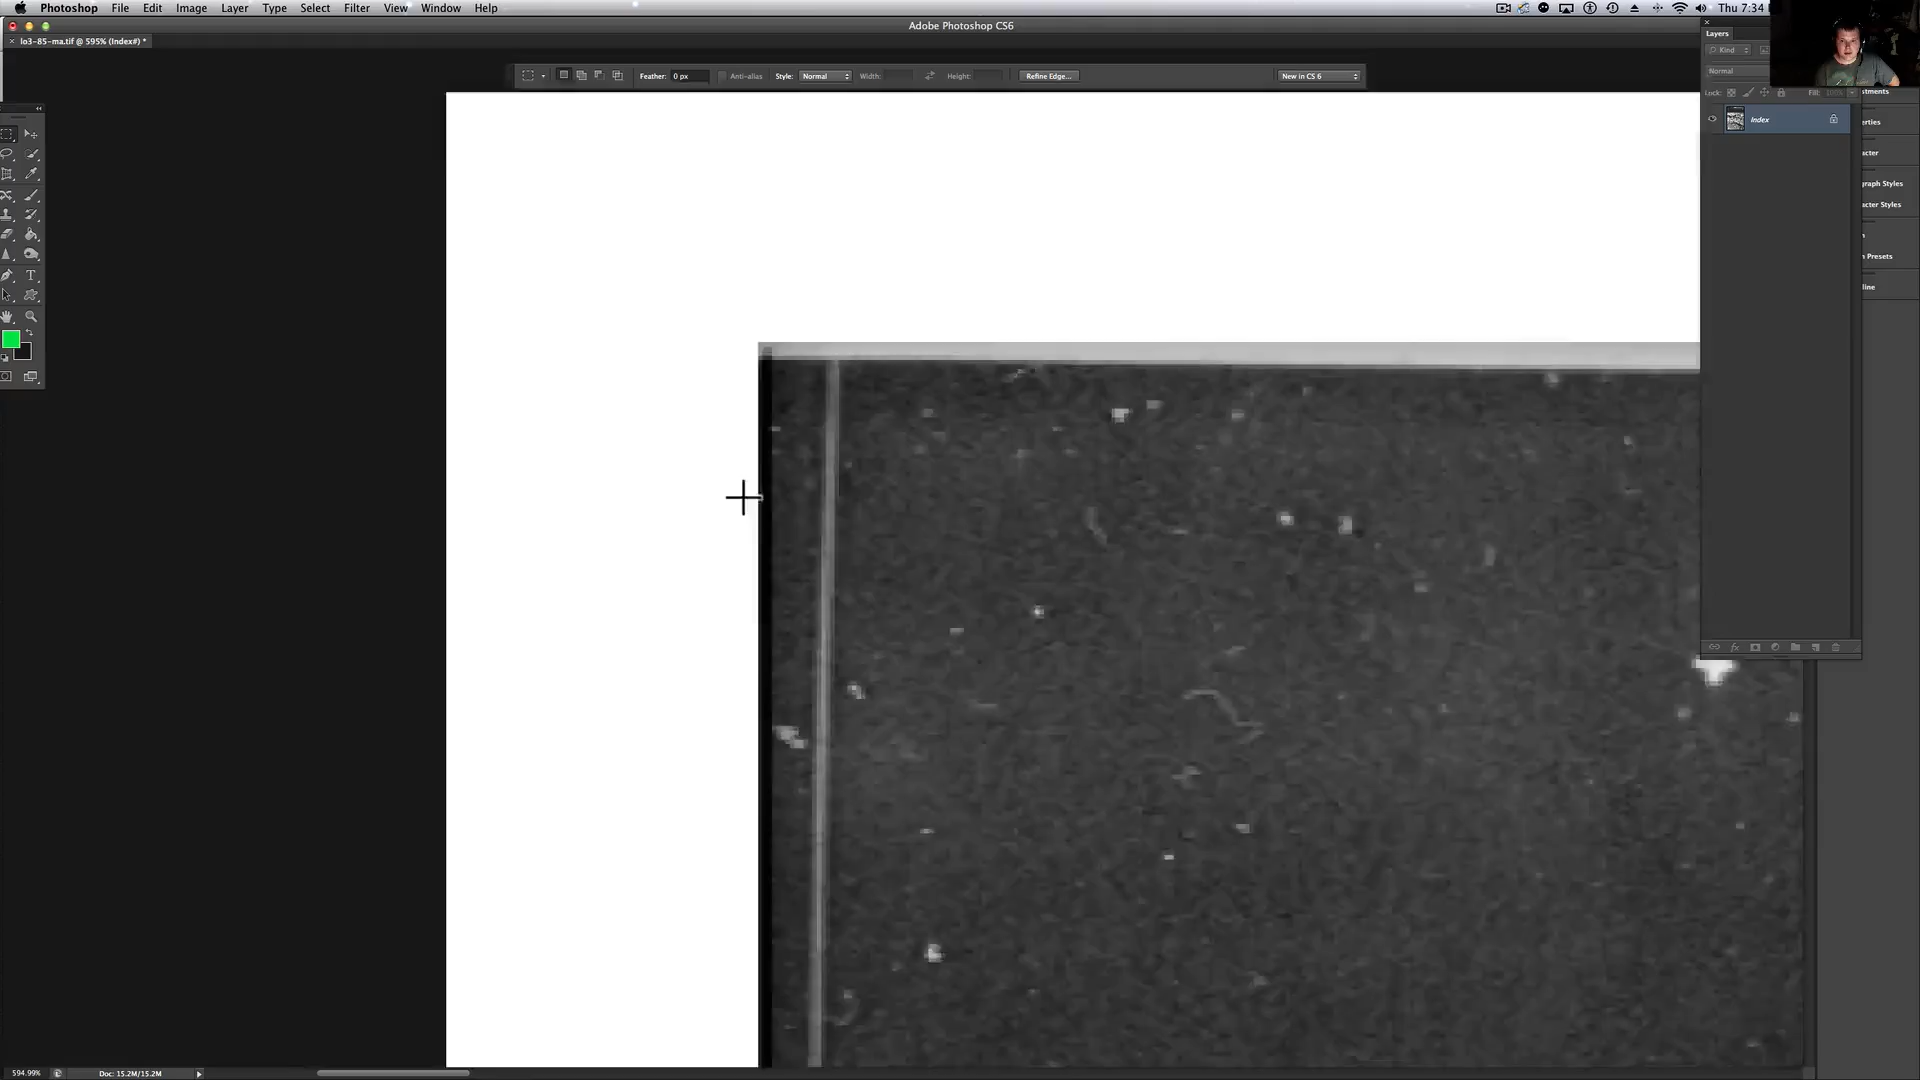 Photoshop File Edit Image Layer Type Select Filter View Window Help
Thu 7:34
Adobe Photoshop CS6
× lo3-85-ma.tif @ 595% (Index#) *
Feather: 0 px Anti-alias Style: Normal Width: Height: Refine Edge... New in CS 6
Layers
Kind
Normal
Lock: Fill: 100%
Index
stments
erties
acter
graph Styles
acter Styles
n
n Presets
line
594.99% Doc: 15.2M/15.2M